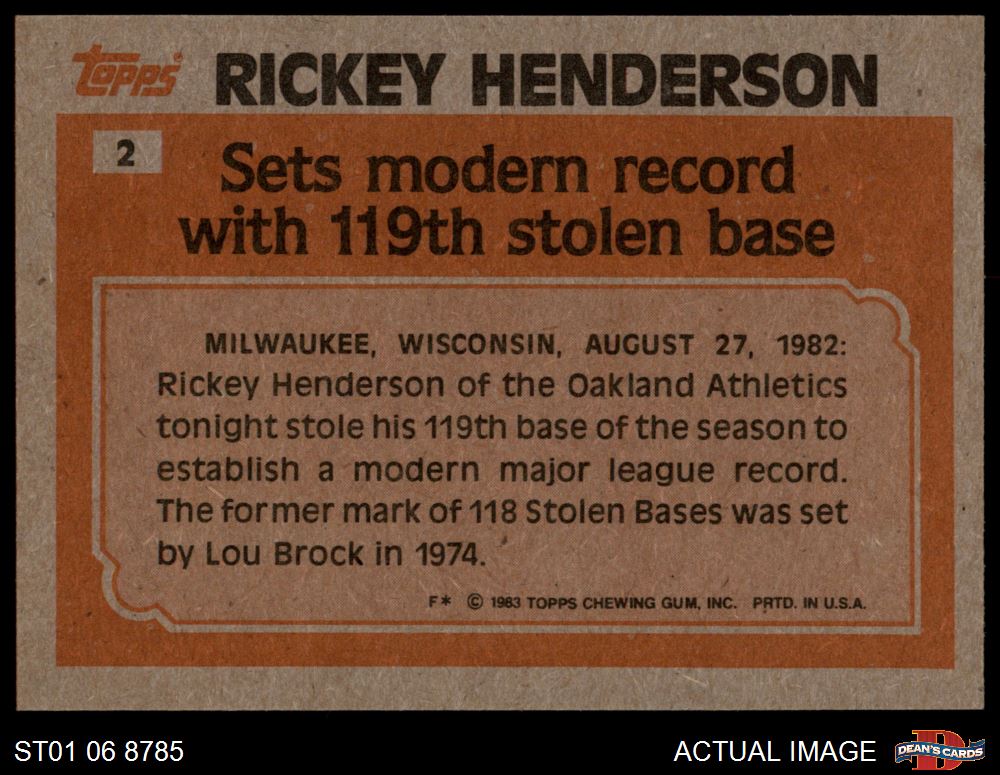 topps RICKEY HENDERSON
2
Sets modern record
with 119th stolen base
MILWAUKEE, WISCONSIN, AUGUST 27, 1982:
Rickey Henderson of the Oakland Athletics
tonight stole his 119th base of the season to
establish a modern major league record.
The former mark of 118 Stolen Bases was set
by Lou Brock in 1974.
F* © 1983 TOPPS CHEWING GUM, INC. PRTD. IN U.S.A.
ST01 06 8785
ACTUAL IMAGE
D
DEAN'S CARDS